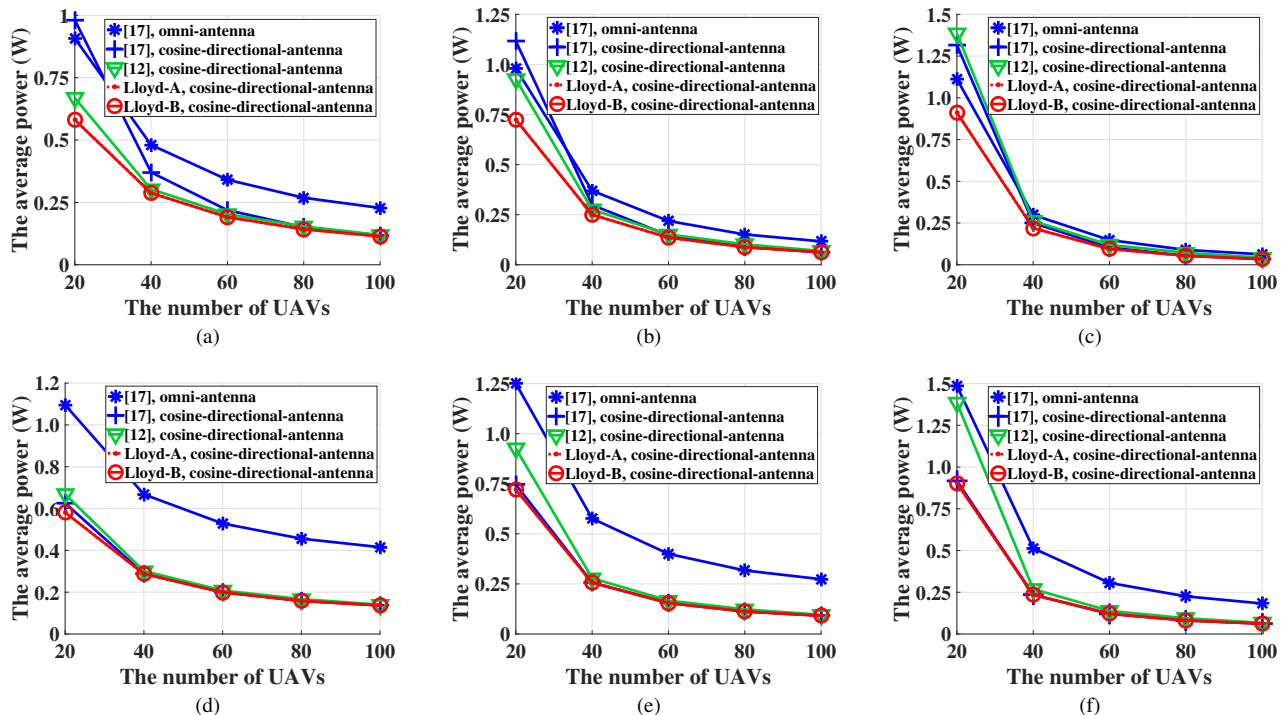 The average power (W)
1
0.75
0.5
0.25
0
[17], omni-antenna
[17], cosine-directional-antenna
[12], cosine-directional-antenna
Lloyd-A, cosine-directional-antenna
Lloyd-B, cosine-directional-antenna
20 40 60 80 100
The number of UAVs
(a)
The average power (W)
1.25
1.0
0.75
0.5
0.25
0
[17], omni-antenna
[17], cosine-directional-antenna
[12], cosine-directional-antenna
Lloyd-A, cosine-directional-antenna
Lloyd-B, cosine-directional-antenna
20 40 60 80 100
The number of UAVs
(b)
The average power (W)
1.5
1.25
1.0
0.75
0.5
0.25
0
[17], omni-antenna
[17], cosine-directional-antenna
[12], cosine-directional-antenna
Lloyd-A, cosine-directional-antenna
Lloyd-B, cosine-directional-antenna
20 40 60 80 100
The number of UAVs
(c)
The average power (W)
1.2
1.0
0.8
0.6
0.4
0.2
0
[17], omni-antenna
[17], cosine-directional-antenna
[12], cosine-directional-antenna
Lloyd-A, cosine-directional-antenna
Lloyd-B, cosine-directional-antenna
20 40 60 80 100
The number of UAVs
(d)
The average power (W)
1.25
1.0
0.75
0.5
0.25
0
[17], omni-antenna
[17], cosine-directional-antenna
[12], cosine-directional-antenna
Lloyd-A, cosine-directional-antenna
Lloyd-B, cosine-directional-antenna
20 40 60 80 100
The number of UAVs
(e)
The average power (W)
1.5
1.25
1.0
0.75
0.5
0.25
0
[17], omni-antenna
[17], cosine-directional-antenna
[12], cosine-directional-antenna
Lloyd-A, cosine-directional-antenna
Lloyd-B, cosine-directional-antenna
20 40 60 80 100
The number of UAVs
(f)